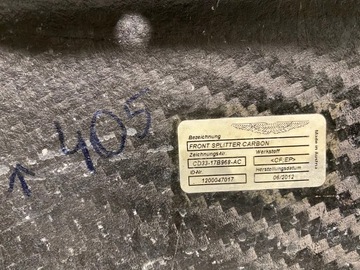 405
Bezeichnung
FRONT SPLITTER CARBON
Zeichnungs-Nr. Werkstoff
CD33-17B968-AC >CF,EP<
ID-Nr. Herstellungsdatum
1200047017 06/2012
Made in Austria